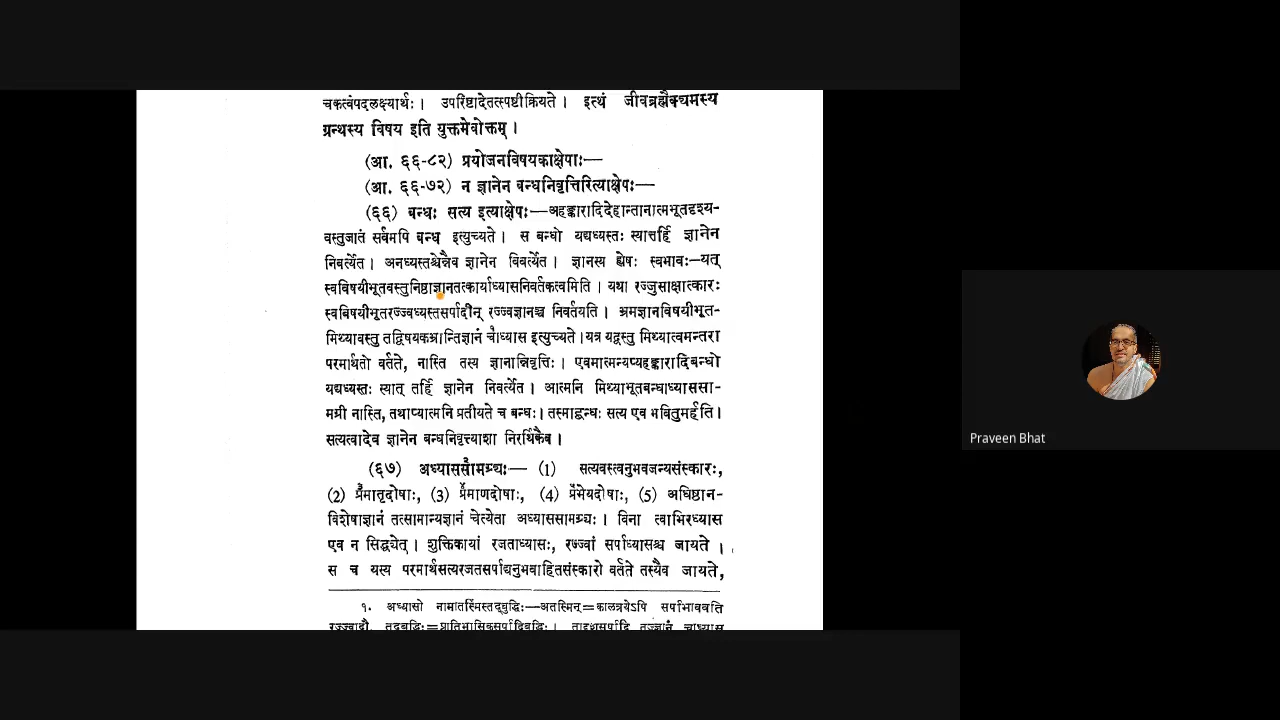 चकत्वंपदलक्ष्यार्थः। उपरिष्टादेतत्स्पष्टीक्रियते। इत्थं जीवब्रह्मैक्यमस्य
ग्रन्थस्य विषय इति युक्तमेवोक्तम्।
(आ. ६६-८२) प्रयोजनविषयकाक्षेपाः—
(आ. ६६-७२) न ज्ञानेन बन्धनिवृत्तिरित्याक्षेपः—
(६६) बन्धः सत्य इत्याक्षेपः—अहङ्कारादिदेहान्तानात्मभूतदृश्य-
वस्तुजातं सर्वमपि बन्ध इत्युच्यते। स बन्धो यद्यध्यस्तः स्यात्तर्हि ज्ञानेन
निवर्त्येत। अनध्यस्तश्चेन्नैव ज्ञानेन विवर्त्येत। ज्ञानस्य ह्येषः स्वभावः—यत्
स्वविषयीभूतवस्तुनिष्ठाज्ञानतत्कार्याध्यासनिवर्तकत्वमिति। यथा रज्जुसाक्षात्कारः
स्वविषयीभूतरज्ज्वध्यस्तसर्पादीन् रज्ज्वज्ञानञ्च निवर्तयति। भ्रमज्ञानविषयीभूत-
मिथ्यावस्तु तद्विषयकभ्रान्तिज्ञानं चाध्यास इत्युच्यते। यत्र यद्वस्तु मिथ्यात्वमन्तरा
परमार्थतो वर्तते, नास्ति तस्य ज्ञानान्निवृत्तिः। एवमात्मन्यप्यहङ्कारादिबन्धो
यद्यध्यस्तः स्यात् तर्हि ज्ञानेन निवर्त्येत। आत्मनि मिथ्याभूतबन्धाध्याससा-
मग्री नास्ति, तथाप्यात्मनि प्रतीयते च बन्धः। तस्माद्बन्धः सत्य एव भवितुमर्हति।
सत्यत्वादेव ज्ञानेन बन्धनिवृत्त्याशा निरर्थिकैव।
(६७) अध्याससामग्र्यः— (1) सत्यवस्त्वनुभवजन्यसंस्कारः,
(2) प्रमातृदोषाः, (3) प्रमाणदोषाः, (4) प्रमेयदोषाः, (5) अधिष्ठान-
विशेषाज्ञानं तत्सामान्यज्ञानं चेत्येता अध्याससामग्र्यः। विना त्वाभिरध्यास
एव न सिद्ध्येत्। शुक्तिकायां रजताध्यासः, रज्ज्वां सर्पाध्यासश्च जायते।
स च यस्य परमार्थसत्यरजतसर्पाद्यनुभवाहितसंस्कारो वर्तते तस्यैव जायते,
१. अध्यासो नामातस्मिंस्तद्बुद्धिः—अतस्मिन्=कालत्रयेऽपि सर्पाभाववति
रज्ज्वादौ, तद्बुद्धिः=प्रातिभासिकसर्पादिबुद्धिः। तादृशसर्पादि तज्ज्ञानं चाध्यास
Praveen Bhat